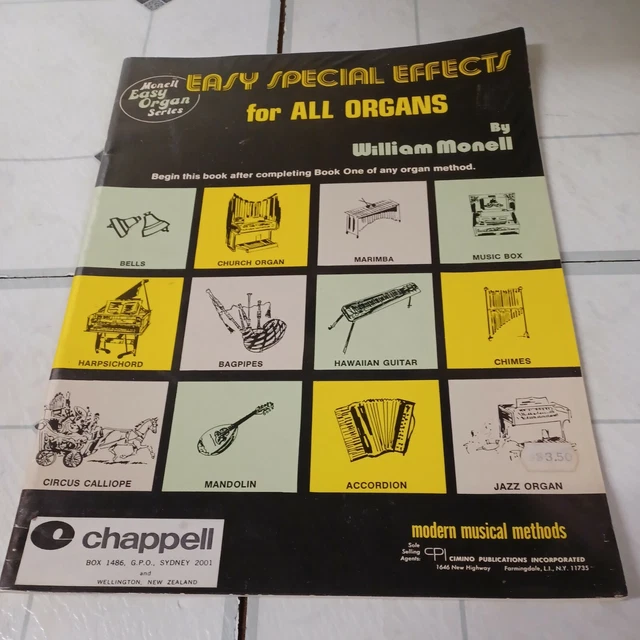 Monell
Easy
Organ
Series
EASY SPECIAL EFFECTS
for ALL ORGANS
By
William Monell
Begin this book after completing Book One of any organ method.
BELLS
CHURCH ORGAN
MARIMBA
MUSIC BOX
HARPSICHORD
BAGPIPES
HAWAIIAN GUITAR
CHIMES
CIRCUS CALLIOPE
MANDOLIN
ACCORDION
JAZZ ORGAN
$3.50
chappell
BOX 1486, G.P.O., SYDNEY 2001
and
WELLINGTON, NEW ZEALAND
modern musical methods
Sole
Selling
Agents:
CPI
CIMINO PUBLICATIONS INCORPORATED
1646 New Highway Farmingdale, L.I., N.Y. 11735